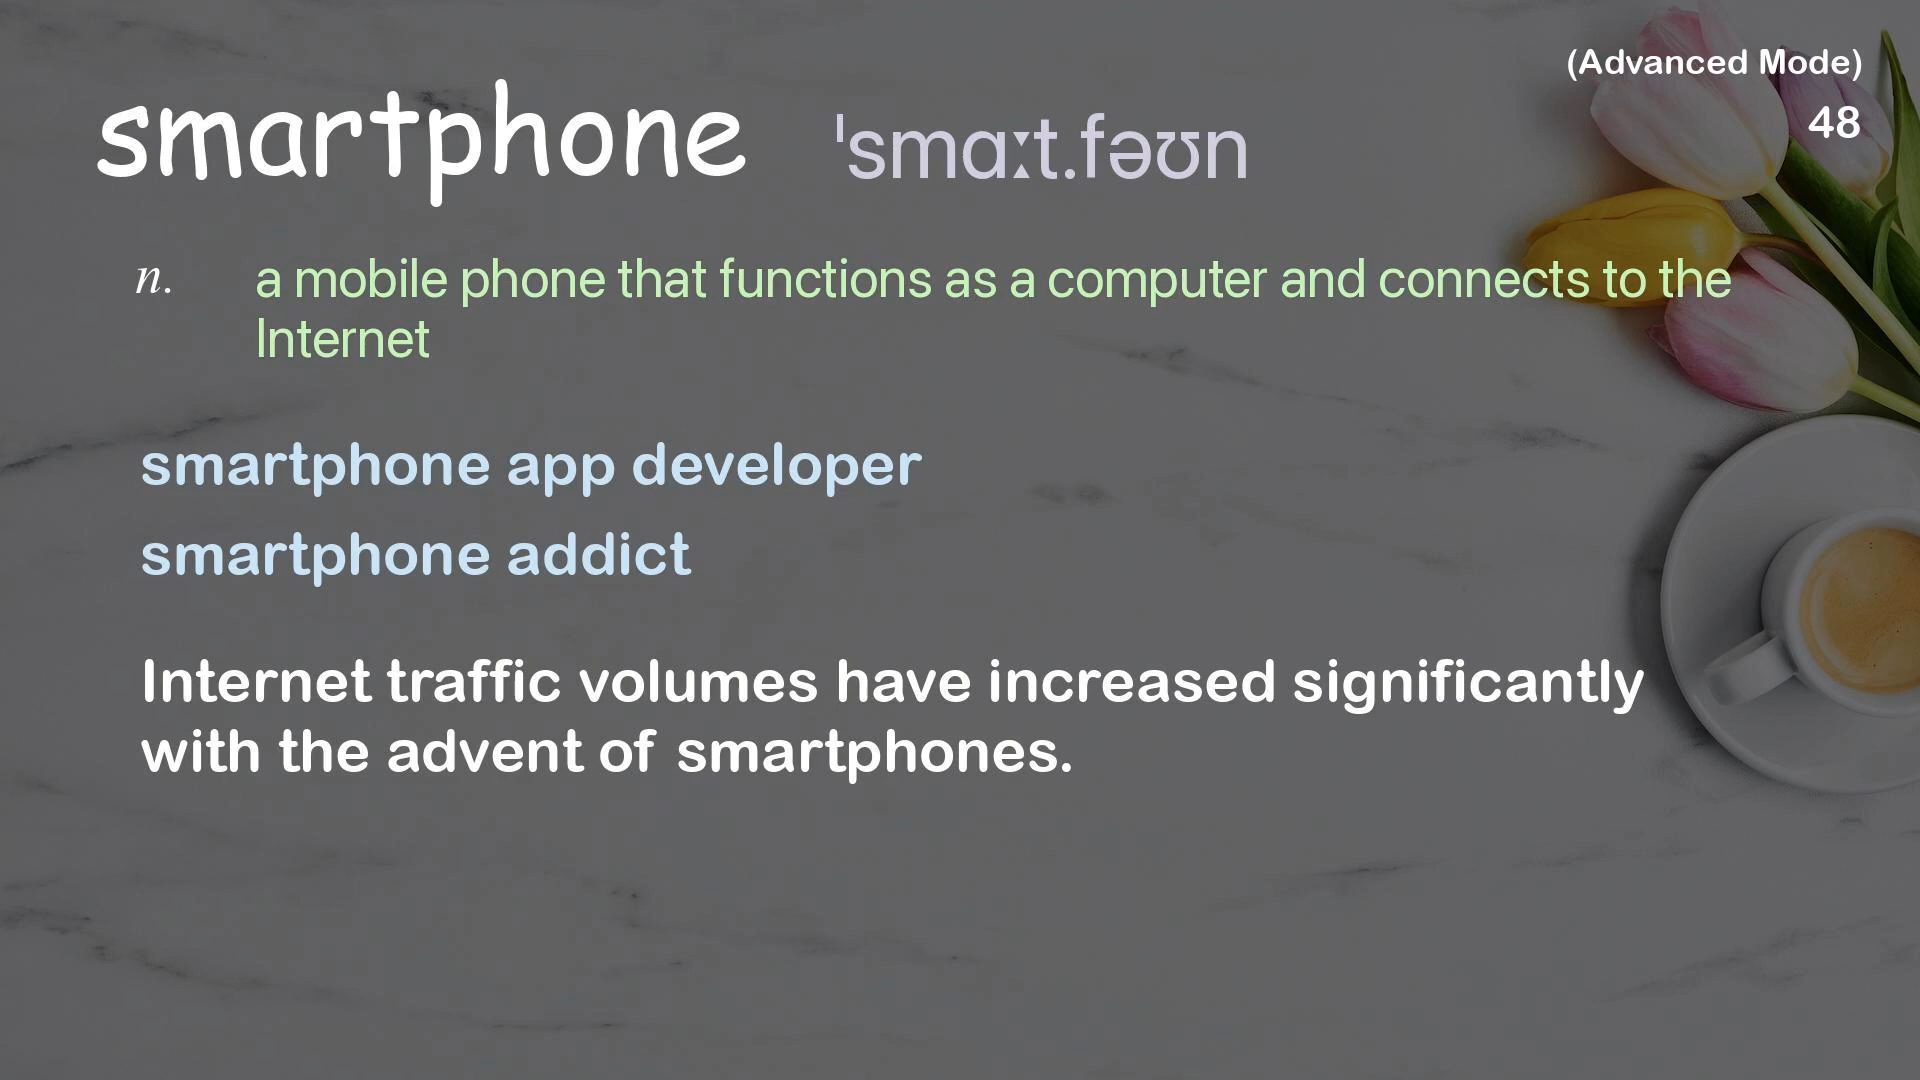 (Advanced Mode)
48
smartphone ˈsmɑːt.fəʊn
n. a mobile phone that functions as a computer and connects to the
Internet
smartphone app developer
smartphone addict
Internet traffic volumes have increased significantly
with the advent of smartphones.